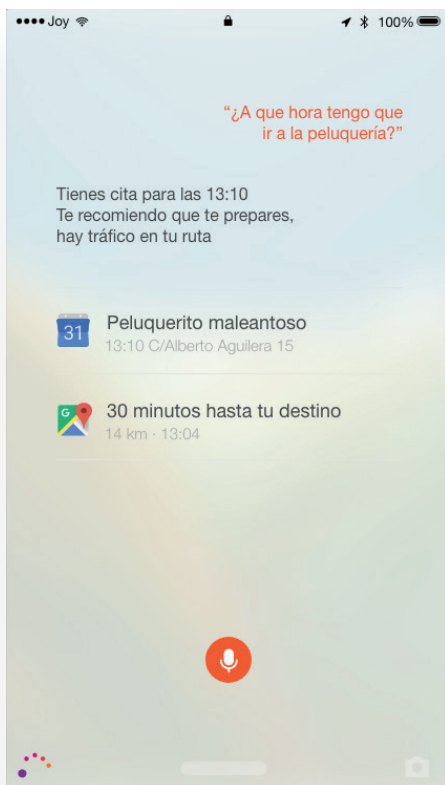 Joy 100%
“¿A que hora tengo que
ir a la peluquería?”
Tienes cita para las 13:10
Te recomiendo que te prepares,
hay tráfico en tu ruta
31
Peluquerito maleantoso
13:10 C/Alberto Aguilera 15
G
30 minutos hasta tu destino
14 km · 13:04